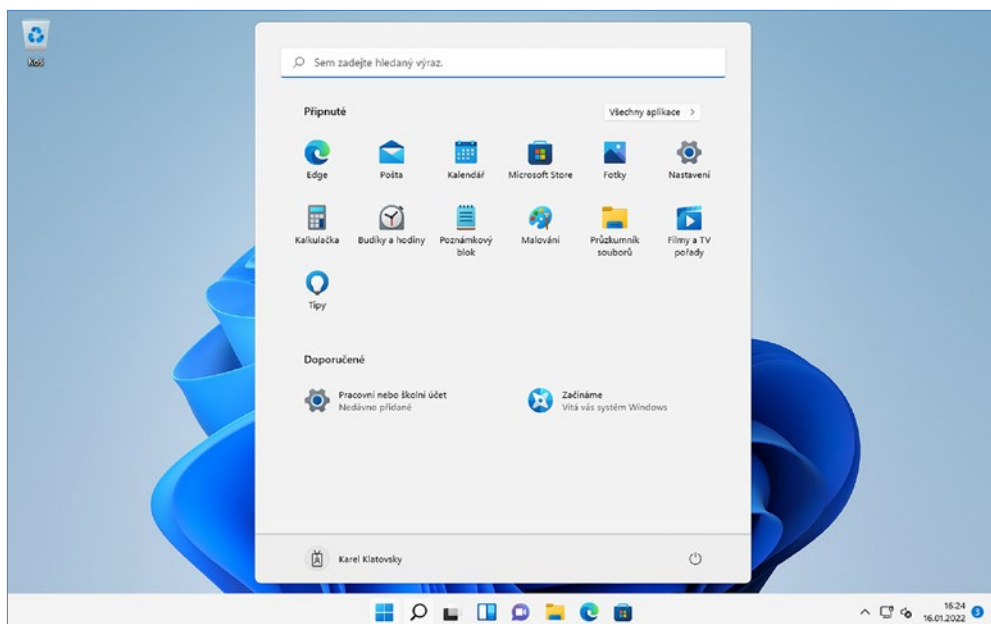 Koš
Sem zadejte hledaný výraz.
Připnuté
Všechny aplikace
Edge
Pošta
Kalendář
Microsoft Store
Fotky
Nastavení
Kalkulačka
Budíky a hodiny
Poznámkový
blok
Malování
Průzkumník
souborů
Filmy a TV
pořady
Tipy
Doporučené
Pracovní nebo školní účet
Nedávno přidané
Začínáme
Vítá vás systém Windows
Karel Klatovsky
16:24
16.01.2022
3